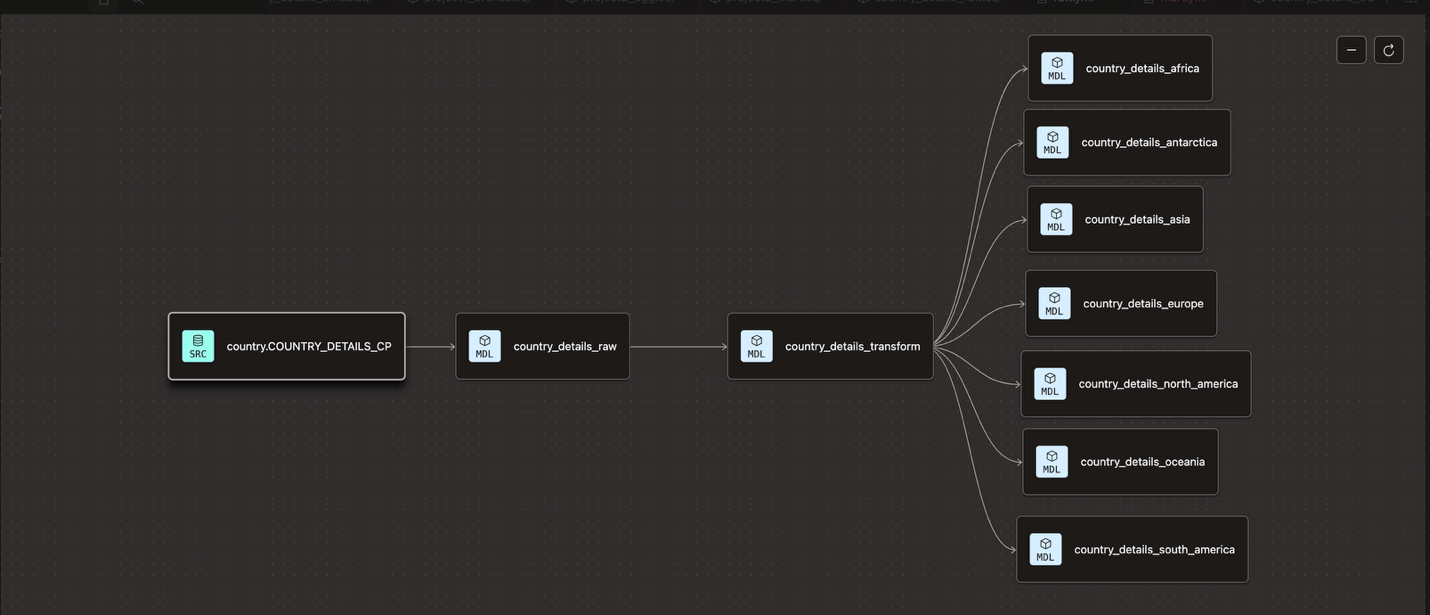 MDL country_details_africa
MDL country_details_antarctica
MDL country_details_asia
MDL country_details_europe
SRC country.COUNTRY_DETAILS_CP
MDL country_details_raw
MDL country_details_transform
MDL country_details_north_america
MDL country_details_oceania
MDL country_details_south_america